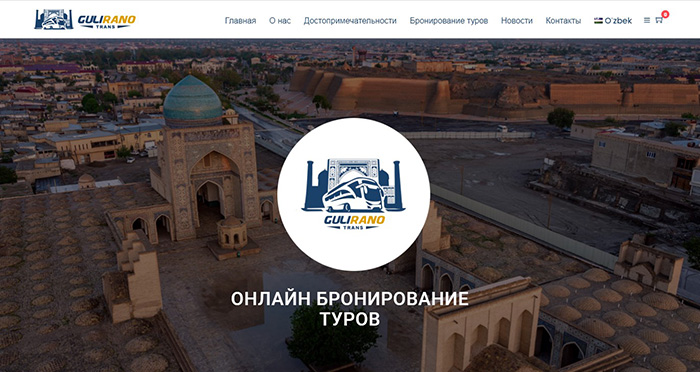 GULIRANO
TRANS
Главная О нас Достопримечательности Бронирование туров Новости Контакты O'zbek 0
GULIRANO
TRANS
ОНЛАЙН БРОНИРОВАНИЕ
ТУРОВ